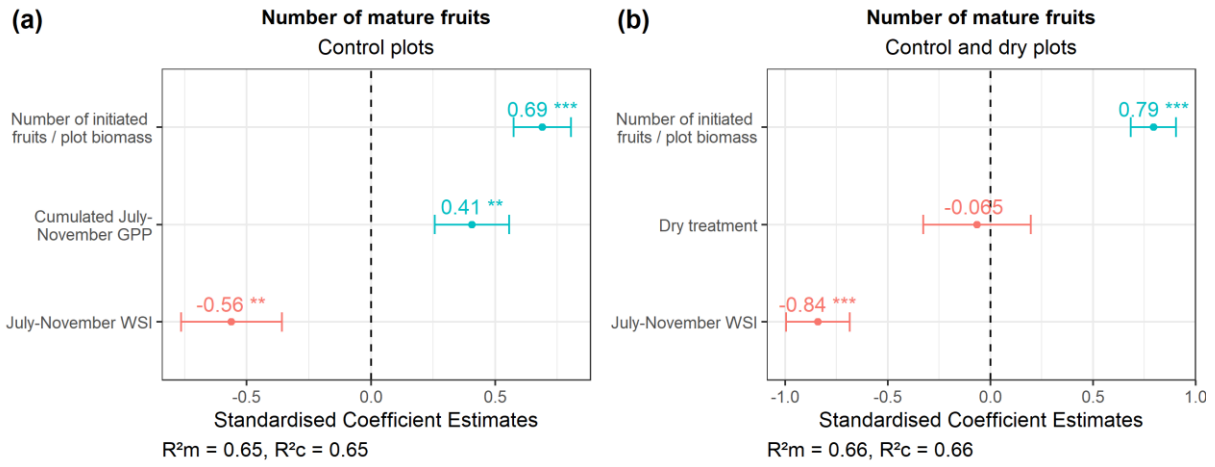 (a)
Number of mature fruits
Control plots
Number of initiated
fruits / plot biomass
0.69 ***
Cumulated July-
November GPP
0.41 **
July-November WSI
-0.56 **
-0.5
0.0
0.5
Standardised Coefficient Estimates
R²m = 0.65, R²c = 0.65
(b)
Number of mature fruits
Control and dry plots
Number of initiated
fruits / plot biomass
0.79 ***
Dry treatment
-0.065
July-November WSI
-0.84 ***
-1.0
-0.5
0.0
0.5
1.0
Standardised Coefficient Estimates
R²m = 0.66, R²c = 0.66